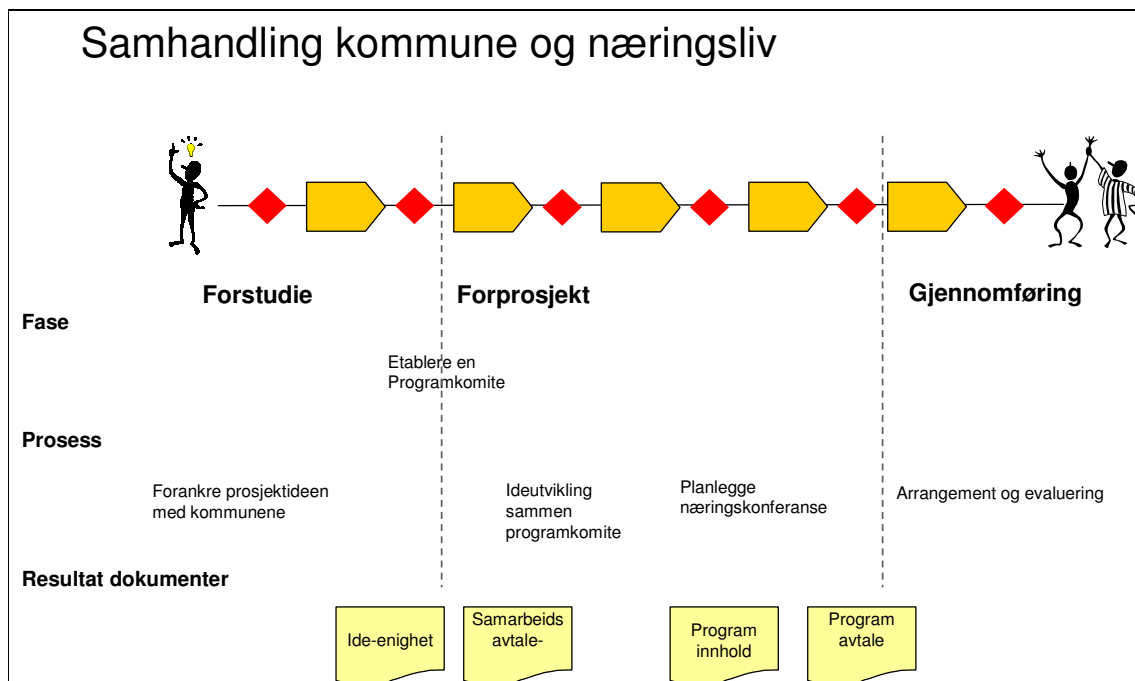 Samhandling kommune og næringsliv
Forstudie
Forprosjekt
Gjennomføring
Fase
Etablere en
Programkomite
Prosess
Forankre prosjektideen
med kommunene
Ideutvikling
sammen
programkomite
Planlegge
næringskonferanse
Arrangement og evaluering
Resultat dokumenter
Ide-enighet
Samarbeids
avtale-
Program
innhold
Program
avtale